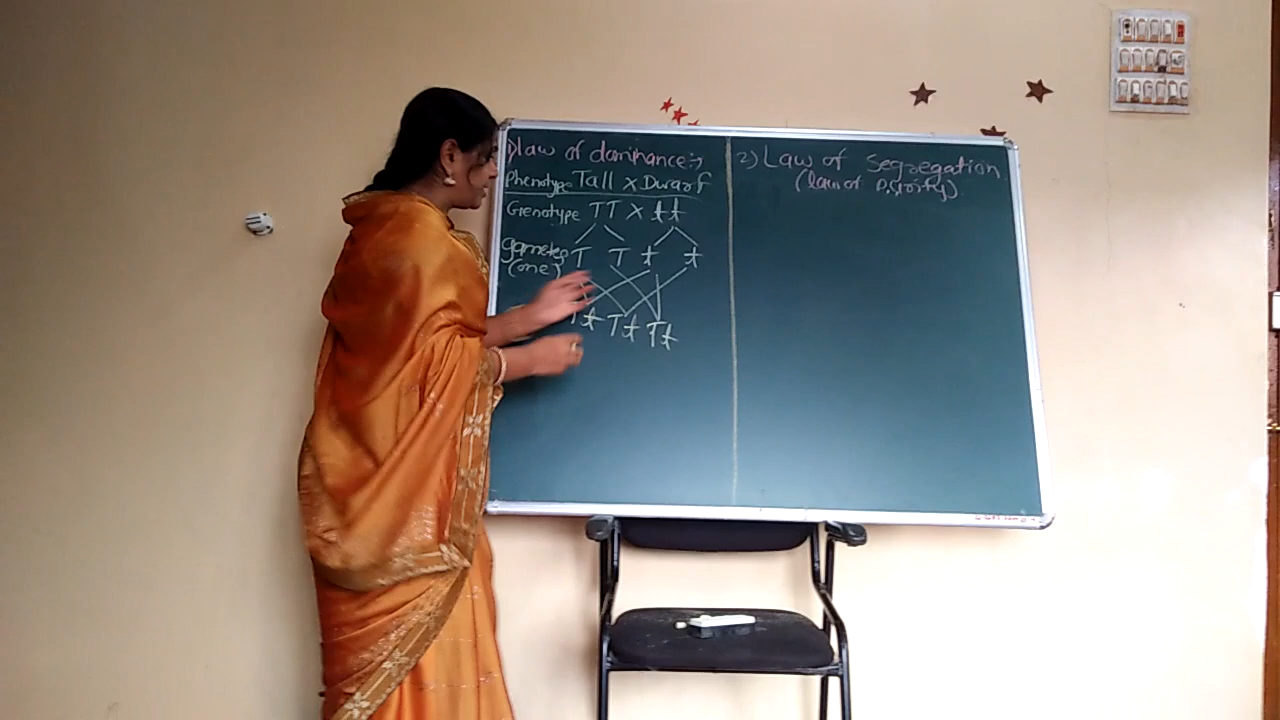 1) law of dominance :→
Phenotype Tall x Dwarf
Genotype TT x tt
gametes T T t t
(one)
Tt Tt Tt
2) Law of Segregation
(law of Purity)